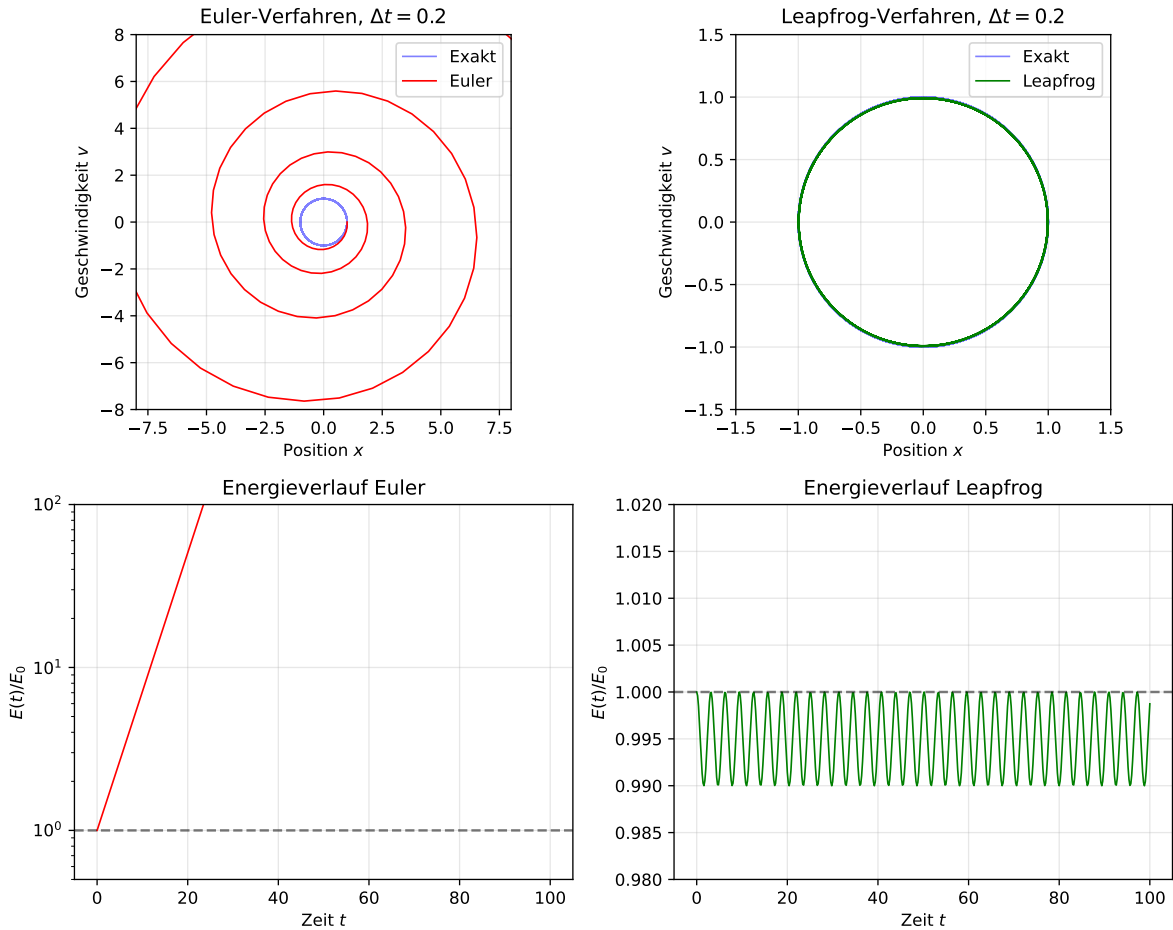 Euler-Verfahren, Δt = 0.2
Exakt
Euler
8
6
4
2
0
−2
−4
−6
−8
Geschwindigkeit v
−7.5 −5.0 −2.5 0.0 2.5 5.0 7.5
Position x
Leapfrog-Verfahren, Δt = 0.2
Exakt
Leapfrog
1.5
1.0
0.5
0.0
−0.5
−1.0
−1.5
Geschwindigkeit v
−1.5 −1.0 −0.5 0.0 0.5 1.0 1.5
Position x
Energieverlauf Euler
10²
10¹
10⁰
E(t)/E₀
0 20 40 60 80 100
Zeit t
Energieverlauf Leapfrog
1.020
1.015
1.010
1.005
1.000
0.995
0.990
0.985
0.980
E(t)/E₀
0 20 40 60 80 100
Zeit t